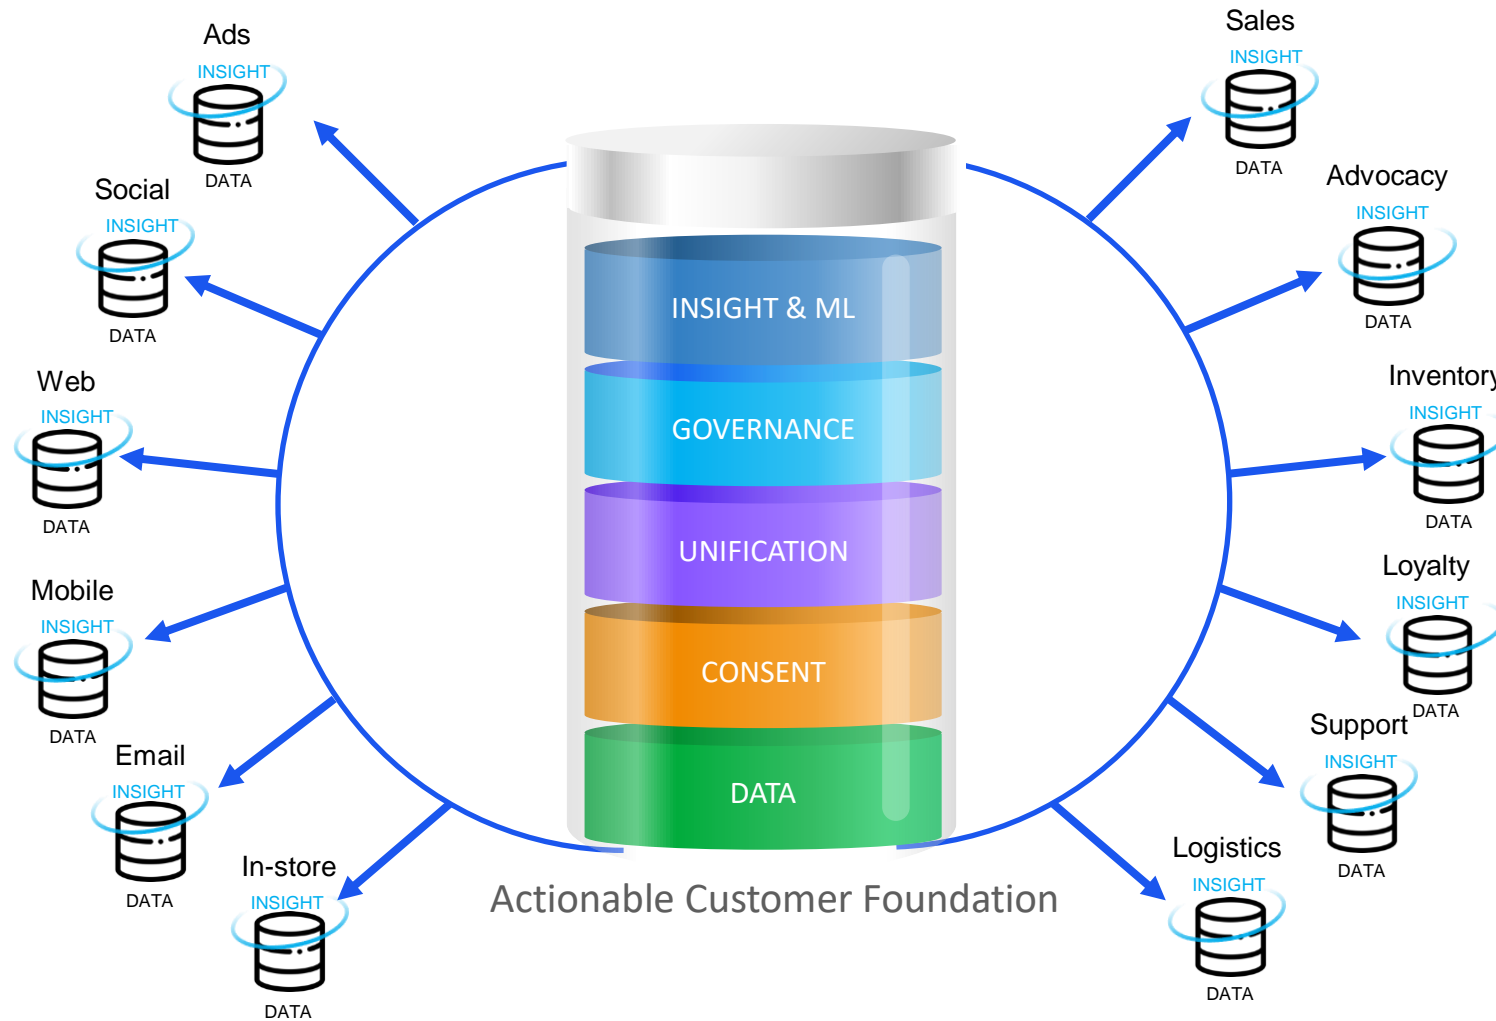 Ads
INSIGHT
DATA
Social
INSIGHT
DATA
Web
INSIGHT
DATA
Mobile
INSIGHT
DATA
Email
INSIGHT
DATA
In-store
INSIGHT
DATA
INSIGHT & ML
GOVERNANCE
UNIFICATION
CONSENT
DATA
Actionable Customer Foundation
Sales
INSIGHT
DATA
Advocacy
INSIGHT
DATA
Inventory
INSIGHT
DATA
Loyalty
INSIGHT
DATA
Support
INSIGHT
DATA
Logistics
INSIGHT
DATA